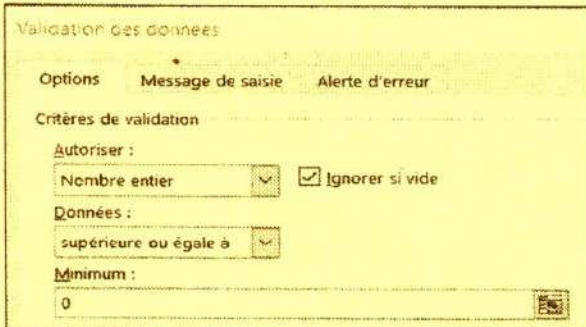 Validation des données
Options Message de saisie Alerte d'erreur
Critères de validation
Autoriser :
Nombre entier Ignorer si vide
Données :
supérieure ou égale à
Minimum :
0